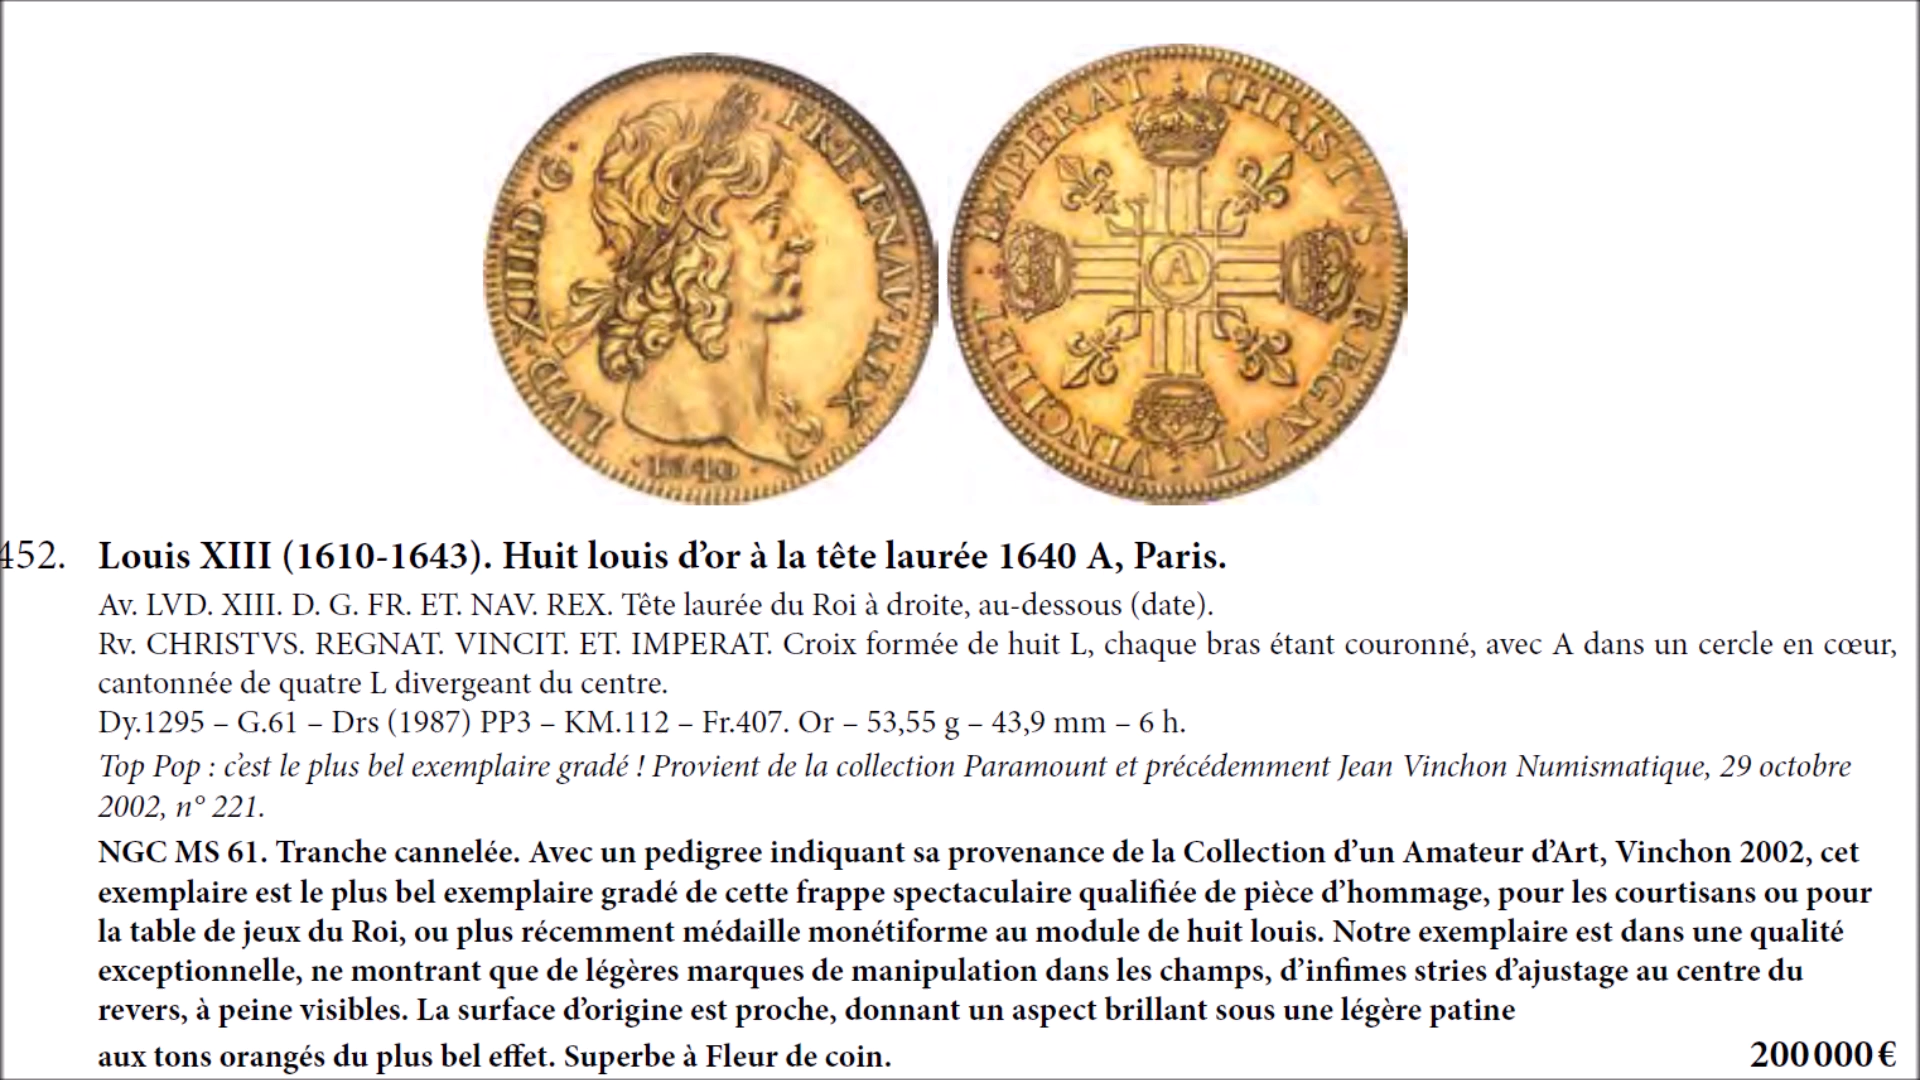 LVD·XIII·D·G·
FR·ET·NAV·REX
·1640·
CHRISTVS·REGNAT·VINCIT·ET·IMPERAT·
A
452. Louis XIII (1610-1643). Huit louis d’or à la tête laurée 1640 A, Paris.
Av. LVD. XIII. D. G. FR. ET. NAV. REX. Tête laurée du Roi à droite, au-dessous (date).
Rv. CHRISTVS. REGNAT. VINCIT. ET. IMPERAT. Croix formée de huit L, chaque bras étant couronné, avec A dans un cercle en cœur,
cantonnée de quatre L divergeant du centre.
Dy.1295 – G.61 – Drs (1987) PP3 – KM.112 – Fr.407. Or – 53,55 g – 43,9 mm – 6 h.
Top Pop : c’est le plus bel exemplaire gradé ! Provient de la collection Paramount et précédemment Jean Vinchon Numismatique, 29 octobre
2002, n° 221.
NGC MS 61. Tranche cannelée. Avec un pedigree indiquant sa provenance de la Collection d’un Amateur d’Art, Vinchon 2002, cet
exemplaire est le plus bel exemplaire gradé de cette frappe spectaculaire qualifiée de pièce d’hommage, pour les courtisans ou pour
la table de jeux du Roi, ou plus récemment médaille monétiforme au module de huit louis. Notre exemplaire est dans une qualité
exceptionnelle, ne montrant que de légères marques de manipulation dans les champs, d’infimes stries d’ajustage au centre du
revers, à peine visibles. La surface d’origine est proche, donnant un aspect brillant sous une légère patine
aux tons orangés du plus bel effet. Superbe à Fleur de coin. 200 000 €